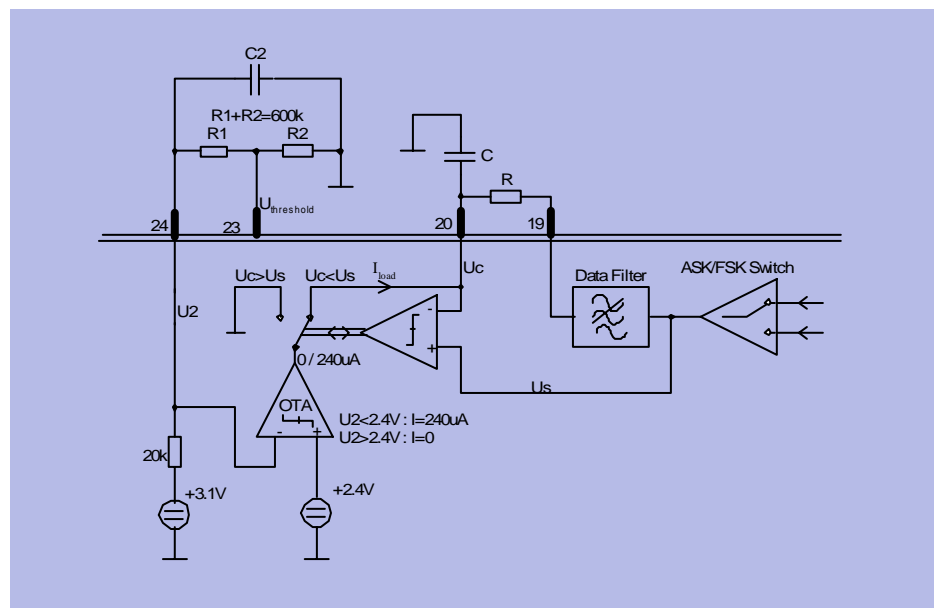 C2
R1+R2=600k
R1
R2
C
R
Uthreshold
24
23
20
19
Uc>Us
Uc<Us
Iload
Uc
Data Filter
ASK/FSK Switch
U2
-
+
0 / 240uA
Us
OTA
U2<2.4V : I=240uA
- +
U2>2.4V : I=0
20k
+3.1V
+2.4V